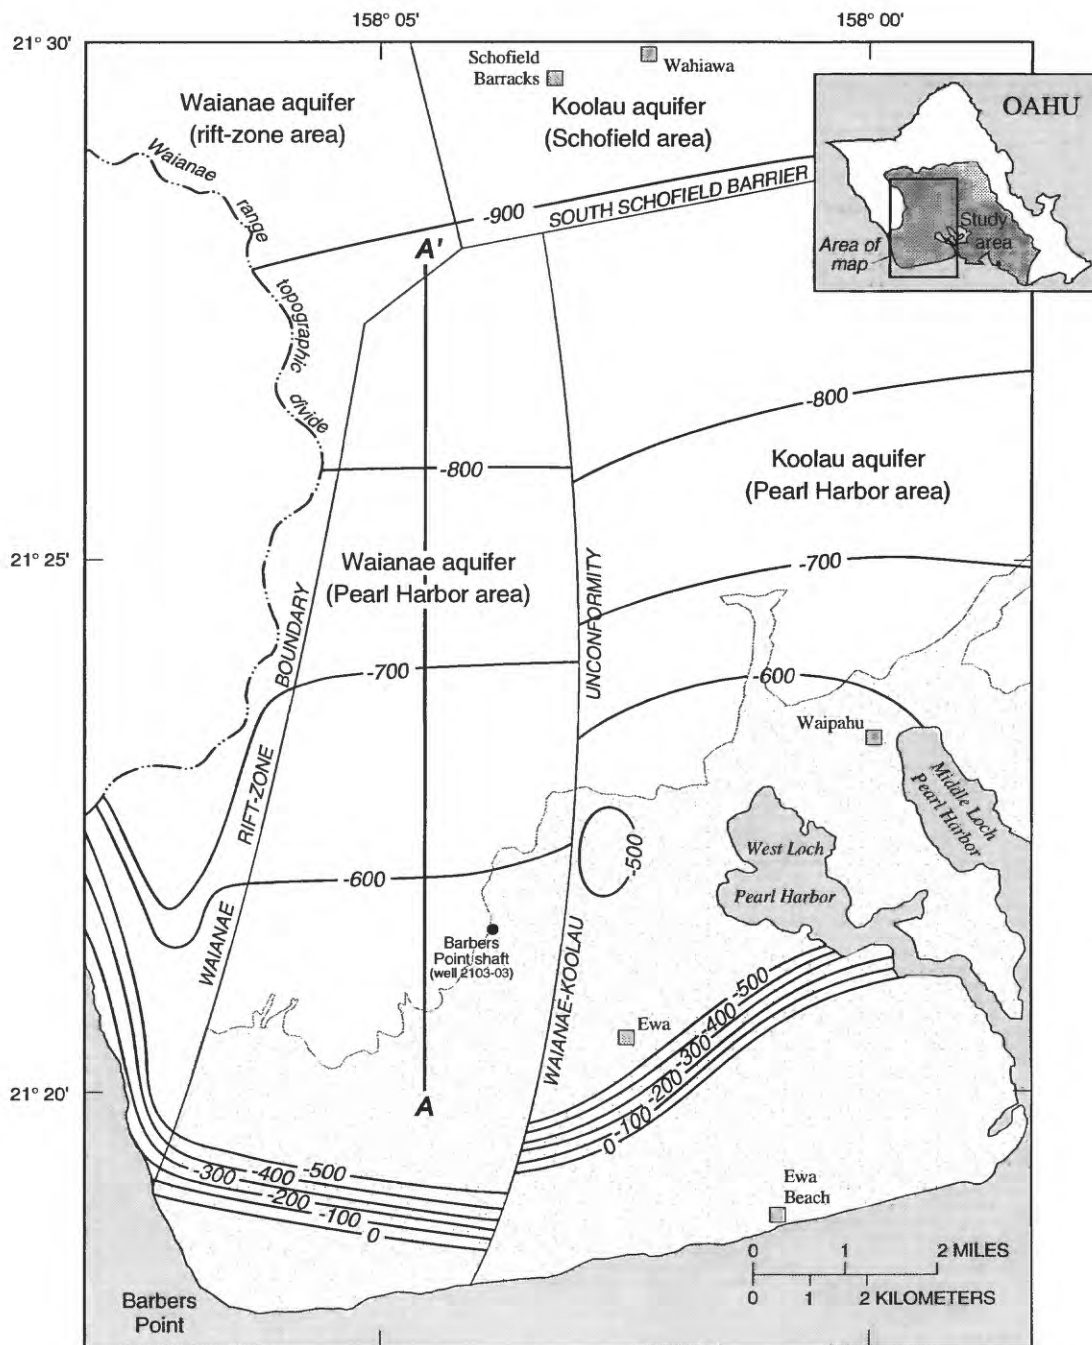 158° 05'
158° 00'
21° 30'
Schofield
Barracks
Wahiawa
Waianae aquifer
(rift-zone area)
Koolau aquifer
(Schofield area)
OAHU
Study
area
Area of
map
Waianae
range
topographic
divide
-900
SOUTH SCHOFIELD BARRIER
A'
-800
-800
Koolau aquifer
(Pearl Harbor area)
21° 25'
Waianae aquifer
(Pearl Harbor area)
-700
-700
-600
WAIANAE RIFT-ZONE BOUNDARY
WAIANAE-KOOLAU UNCONFORMITY
Waipahu
Middle Loch
Pearl Harbor
West Loch
Pearl Harbor
-500
-600
Barbers
Point shaft
(well 2103-03)
Ewa
-500
-400
-300
-200
-100
0
21° 20'
A
-500
-400
-300
-200
-100
0
Ewa
Beach
0 1 2 MILES
0 1 2 KILOMETERS
Barbers
Point